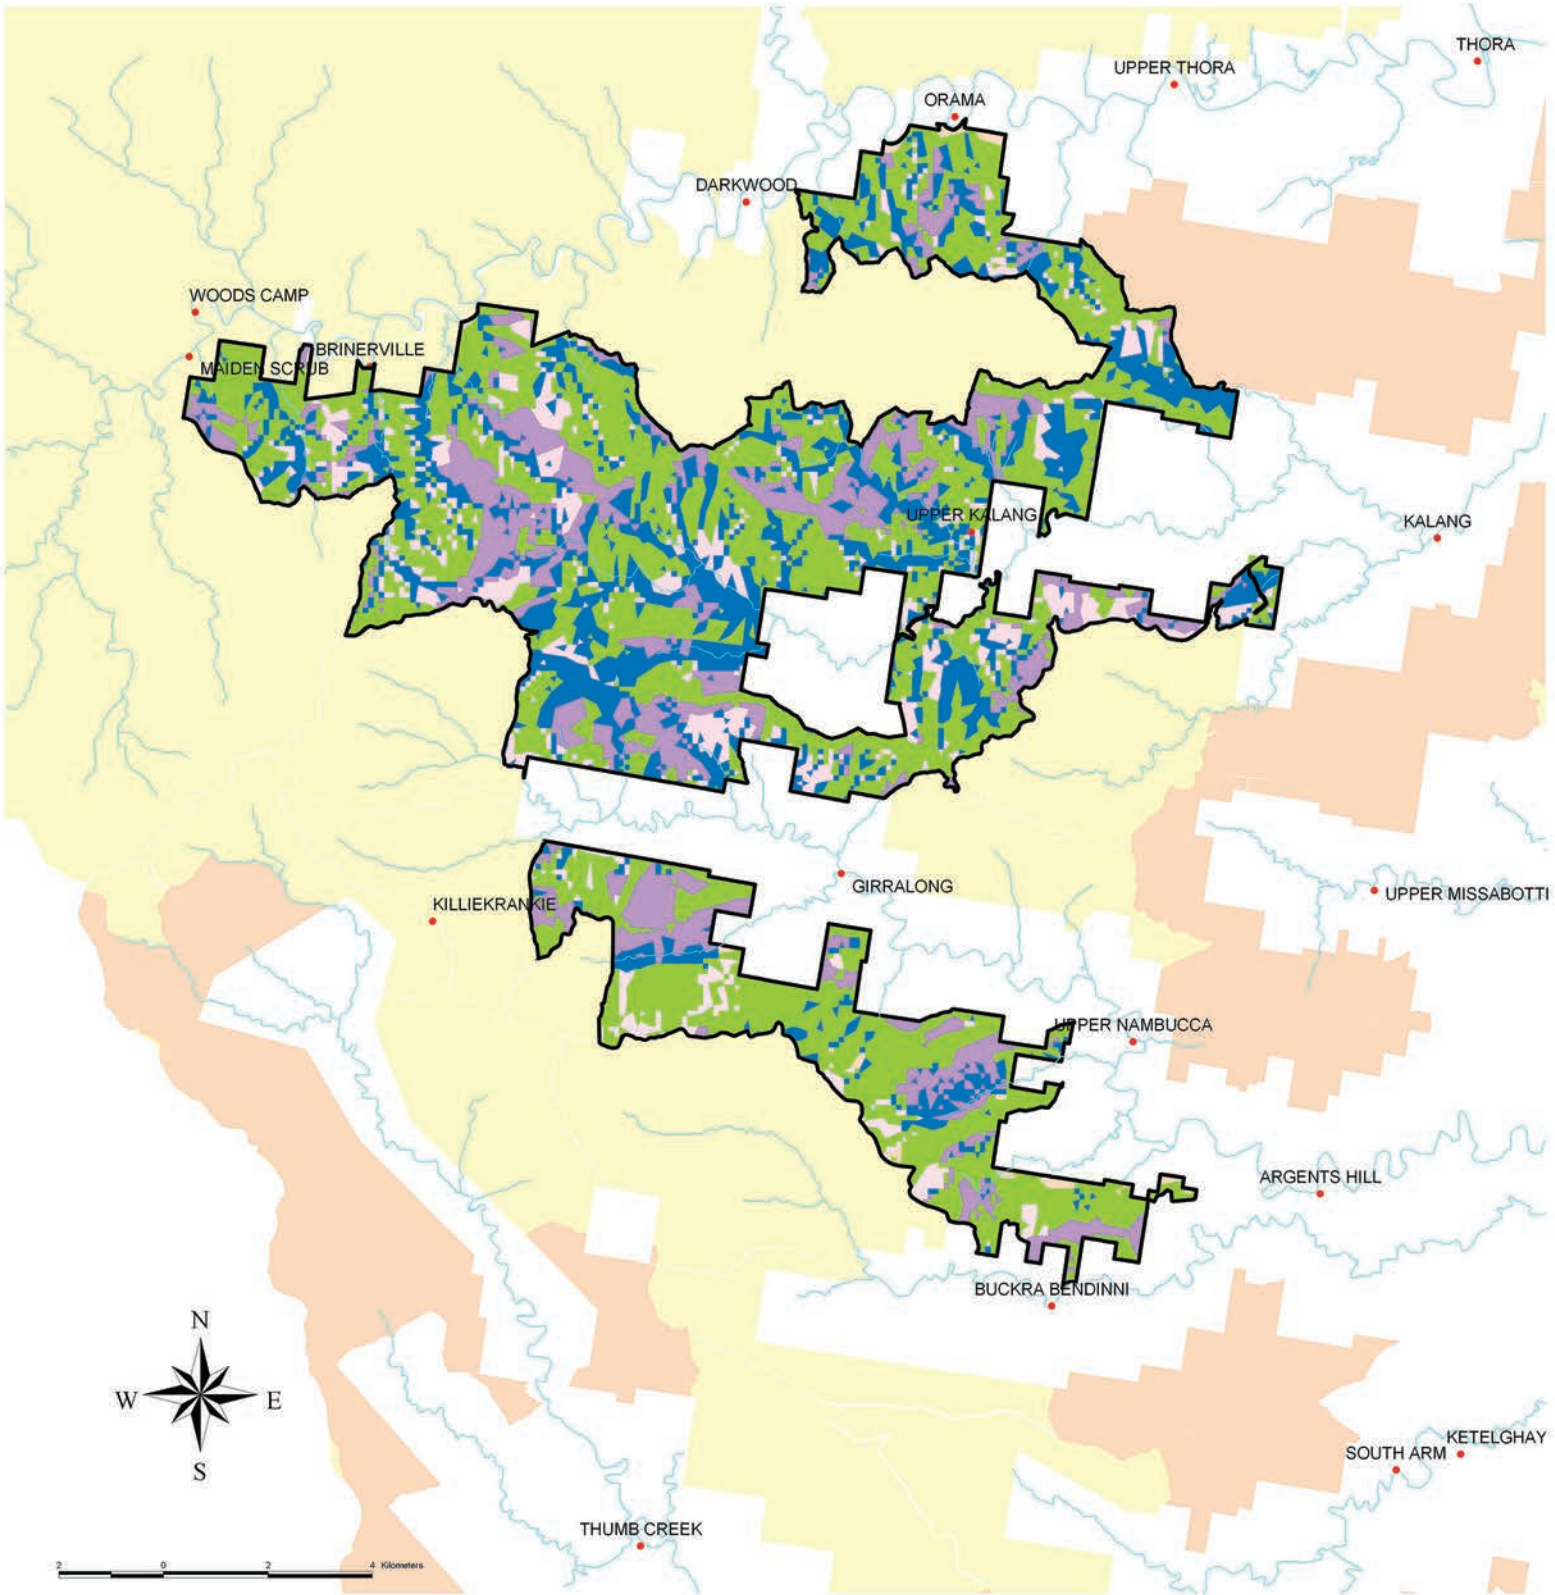 THORA
UPPER THORA
ORAMA
DARKWOOD
WOODS CAMP
BRINERVILLE
MAIDEN SCRUB
UPPER KALANG
KALANG
GIRRALONG
UPPER MISSABOTTI
KILLIEKRANKIE
UPPER NAMBUCCA
ARGENTS HILL
BUCKRA BENDINNI
N
W E
S
KETELGHAY
SOUTH ARM
THUMB CREEK
2 0 2 4 Kilometers